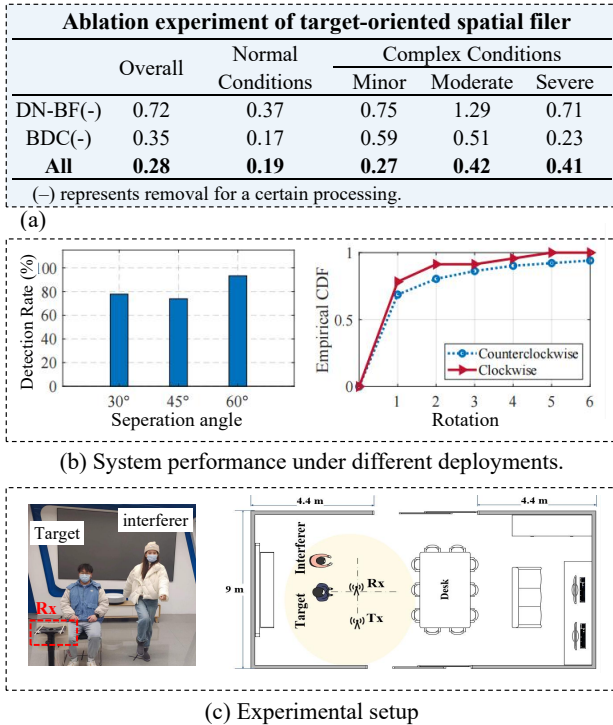 Ablation experiment of target-oriented spatial filer
Overall Normal Conditions Complex Conditions
Minor Moderate Severe
DN-BF(-) 0.72 0.37 0.75 1.29 0.71
BDC(-) 0.35 0.17 0.59 0.51 0.23
All 0.28 0.19 0.27 0.42 0.41
(–) represents removal for a certain processing.
(a)
Detection Rate (%)
100
80
60
40
20
0
30° 45° 60°
Seperation angle
Empirical CDF
1
0.5
0
Counterclockwise
Clockwise
1 2 3 4 5 6
Rotation
(b) System performance under different deployments.
Target
interferer
Rx
4.4 m
4.4 m
9 m
Interferer
Target
Rx
Tx
Desk
(c) Experimental setup